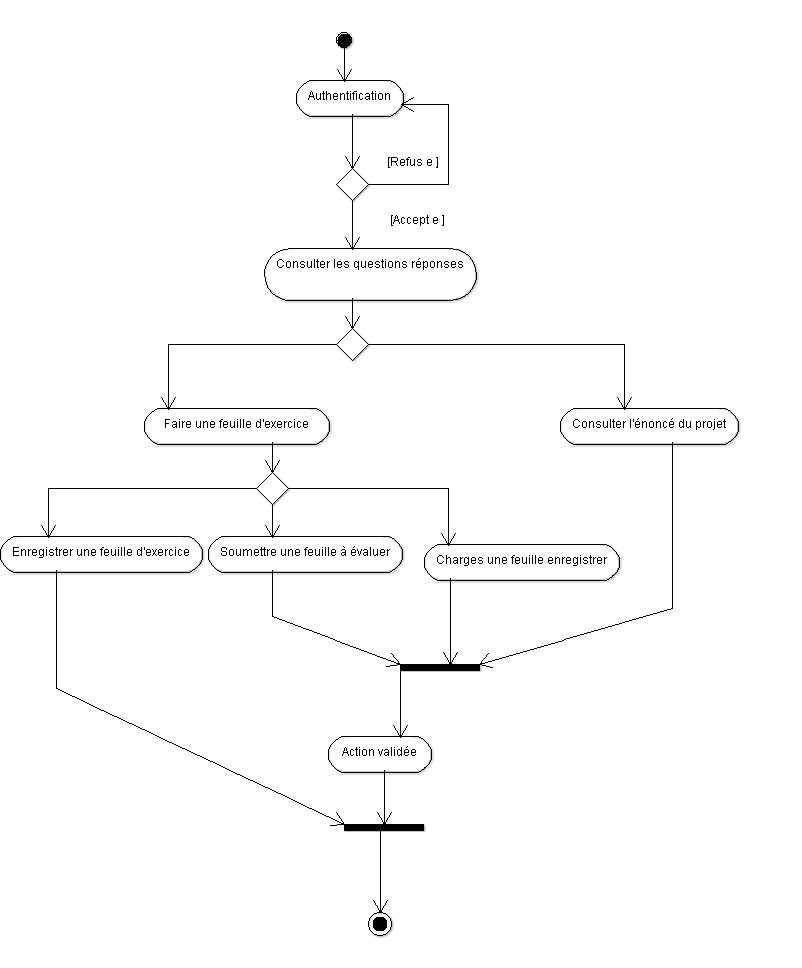 Authentification
[Refus e ]
[Accept e ]
Consulter les questions réponses
Faire une feuille d'exercice
Consulter l'énoncé du projet
Enregistrer une feuille d'exercice
Soumettre une feuille à évaluer
Charges une feuille enregistrer
Action validée